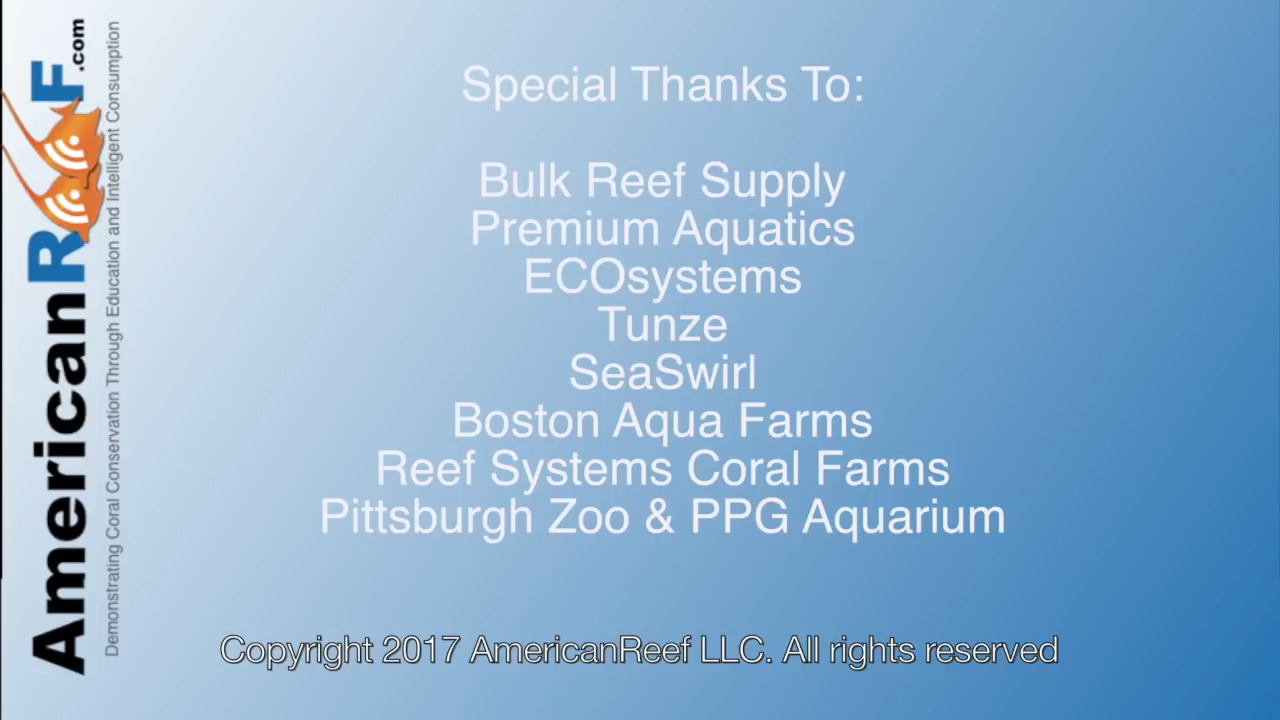 AmericanReeF.com
Demonstrating Coral Conservation Through Education and Intelligent Consumption
Special Thanks To:
Bulk Reef Supply
Premium Aquatics
ECOsystems
Tunze
SeaSwirl
Boston Aqua Farms
Reef Systems Coral Farms
Pittsburgh Zoo & PPG Aquarium
Copyright 2017 AmericanReef LLC. All rights reserved